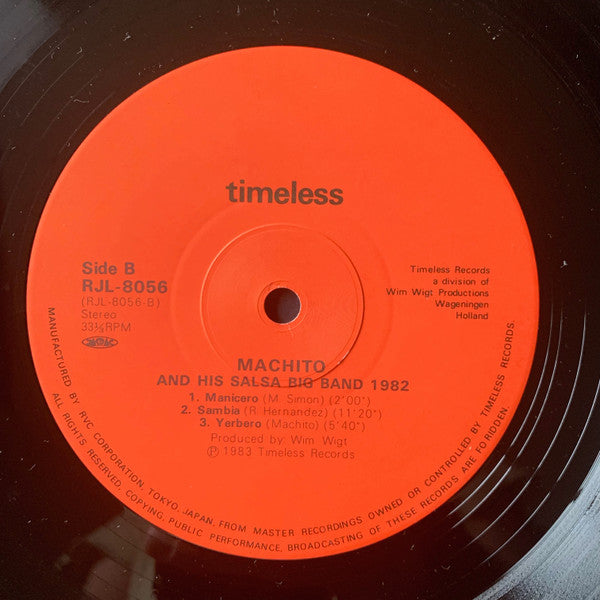 timeless
Side B
RJL-8056
(RJL-8056-B)
Stereo
33⅓RPM
Timeless Records
a division of
Wim Wigt Productions
Wageningen
Holland
MACHITO
AND HIS SALSA BIG BAND 1982
1. Manicero (M. Simon) (2'00")
2. Sambia (R. Hernandez) (11'20")
3. Yerbero (Machito) (5'40")
Produced by: Wim Wigt
Ⓟ 1983 Timeless Records
MANUFACTURED BY RVC CORPORATION, TOKYO, JAPAN, FROM MASTER RECORDINGS OWNED OR CONTROLLED BY TIMELESS RECORDS.
ALL RIGHTS RESERVED, COPYING, PUBLIC PERFORMANCE, BROADCASTING OF THESE RECORDS ARE FO RIDDEN.